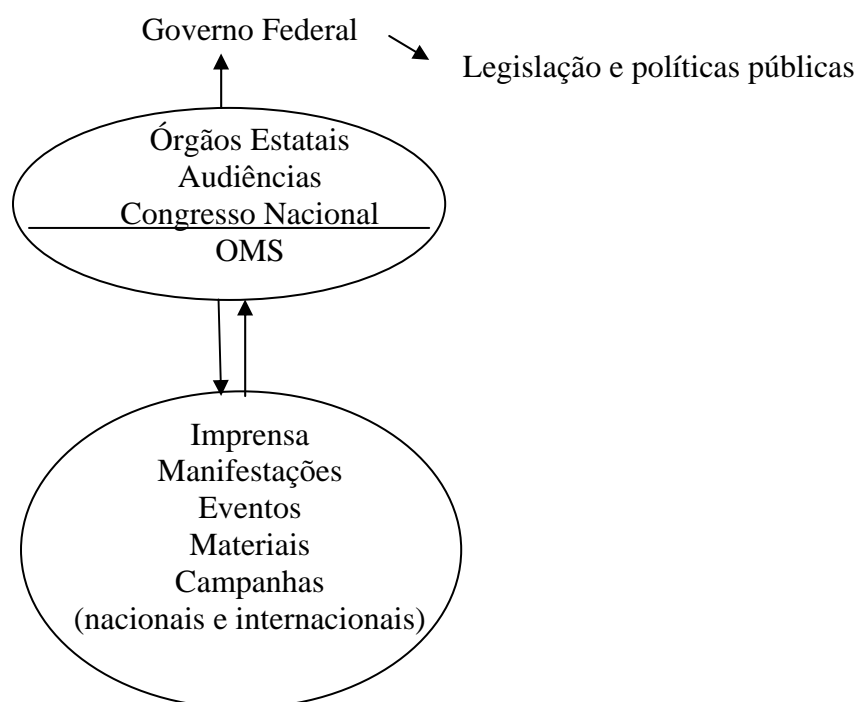 Governo Federal
Legislação e políticas públicas
Órgãos Estatais
Audiências
Congresso Nacional
OMS
Imprensa
Manifestações
Eventos
Materiais
Campanhas
(nacionais e internacionais)